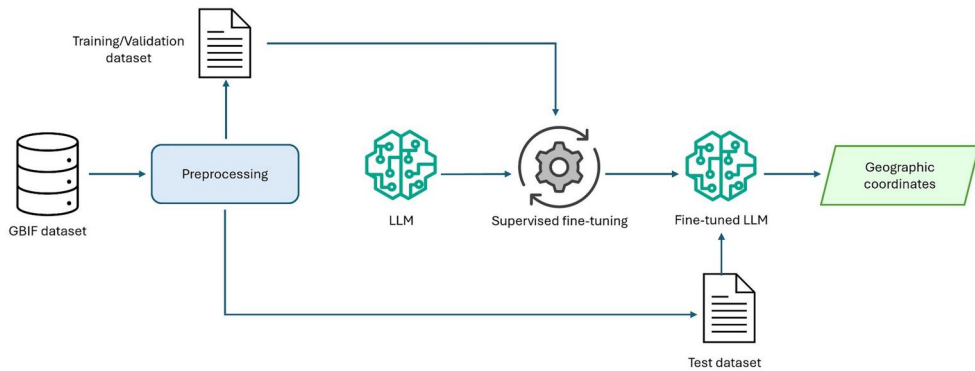 Training/Validation
dataset
GBIF dataset
Preprocessing
LLM
Supervised fine-tuning
Fine-tuned LLM
Geographic
coordinates
Test dataset